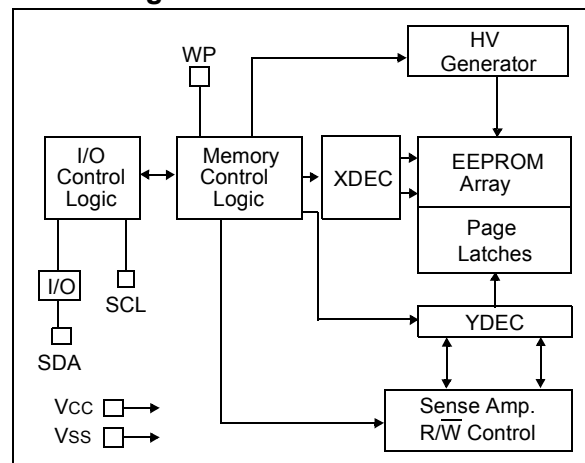 WP
HV
Generator
I/O
Control
Logic
Memory
Control
Logic
XDEC
EEPROM
Array
Page
Latches
I/O
SCL
SDA
YDEC
VCC
VSS
Sense Amp.
R/W̅ Control